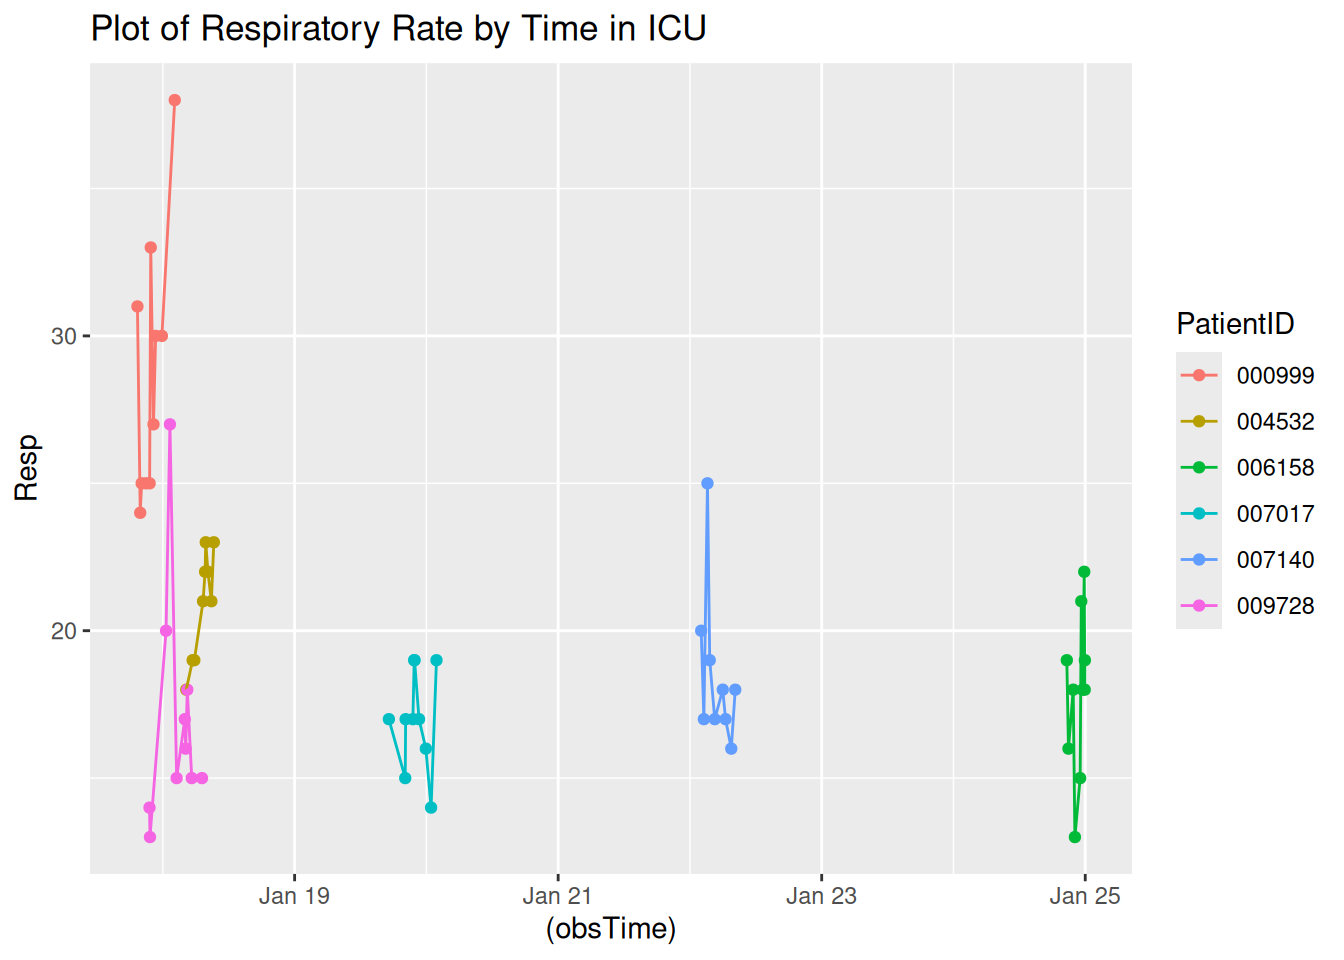 Plot of Respiratory Rate by Time in ICU
Resp
30
20
Jan 19
Jan 21
Jan 23
Jan 25
(obsTime)
PatientID
000999
004532
006158
007017
007140
009728